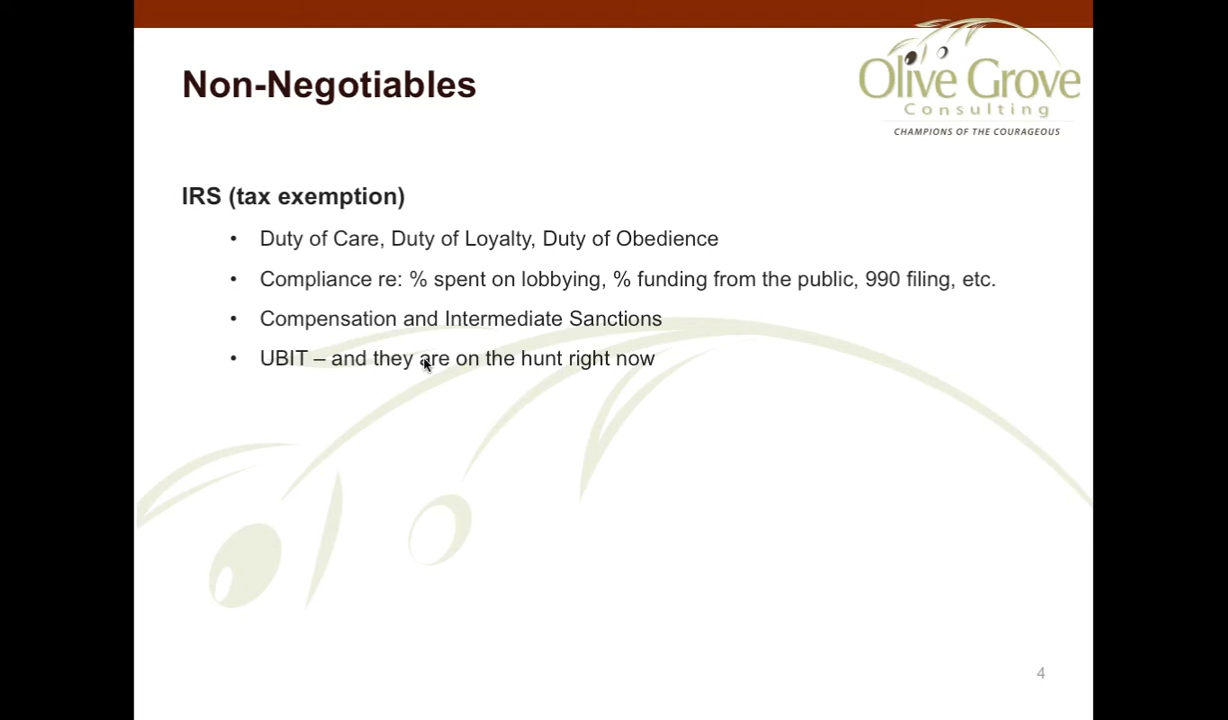 Olive Grove
Consulting
CHAMPIONS OF THE COURAGEOUS
Non-Negotiables
IRS (tax exemption)
• Duty of Care, Duty of Loyalty, Duty of Obedience
• Compliance re: % spent on lobbying, % funding from the public, 990 filing, etc.
• Compensation and Intermediate Sanctions
• UBIT – and they are on the hunt right now
4